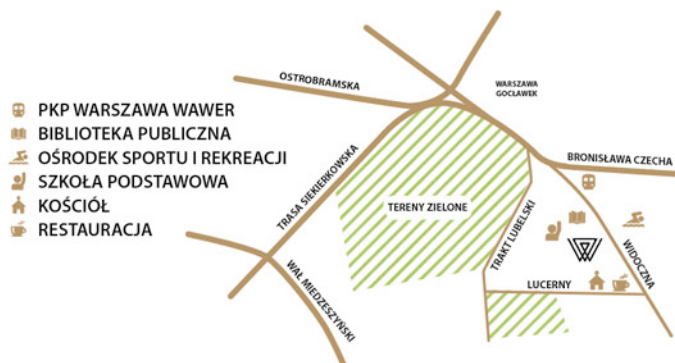 PKP WARSZAWA WAWER
BIBLIOTEKA PUBLICZNA
OŚRODEK SPORTU I REKREACJI
SZKOŁA PODSTAWOWA
KOŚCIÓŁ
RESTAURACJA
OSTROBRAMSKA
WARSZAWA
GOCŁAWEK
BRONISŁAWA CZECHA
TRASA SIEKIERKOWSKA
TERENY ZIELONE
TRAKT LUBELSKI
WIDOCZNA
WAŁ MIEDZESZYŃSKI
LUCERNY